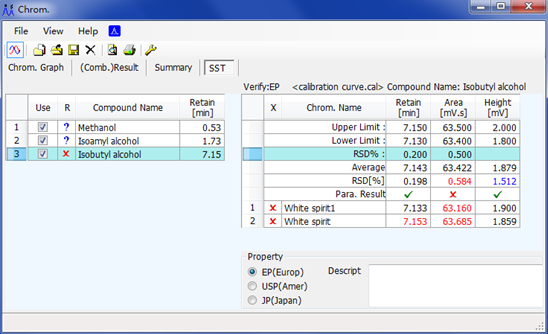 Chrom.
File View Help
Chrom. Graph (Comb.)Result Summary SST
Verify:EP <calibration curve.cal> Compound Name: Isobutyl alcohol
Use R Compound Name Retain [min]
1 ? Methanol 0.53
2 ? Isoamyl alcohol 1.73
3 x Isobutyl alcohol 7.15
X Chrom. Name Retain [min] Area [mV.s] Height [mV]
Upper Limit : 7.150 63.500 2.000
Lower Limit : 7.130 63.400 1.800
RSD% : 0.200 0.500
Average 7.143 63.422 1.879
RSD[%] 0.198 0.584 1.512
Para. Result ✓ x ✓
1 x White spirit1 7.133 63.160 1.900
2 x White spirit 7.153 63.685 1.859
Property
EP(Europ) Descript
USP(Amer)
JP(Japan)